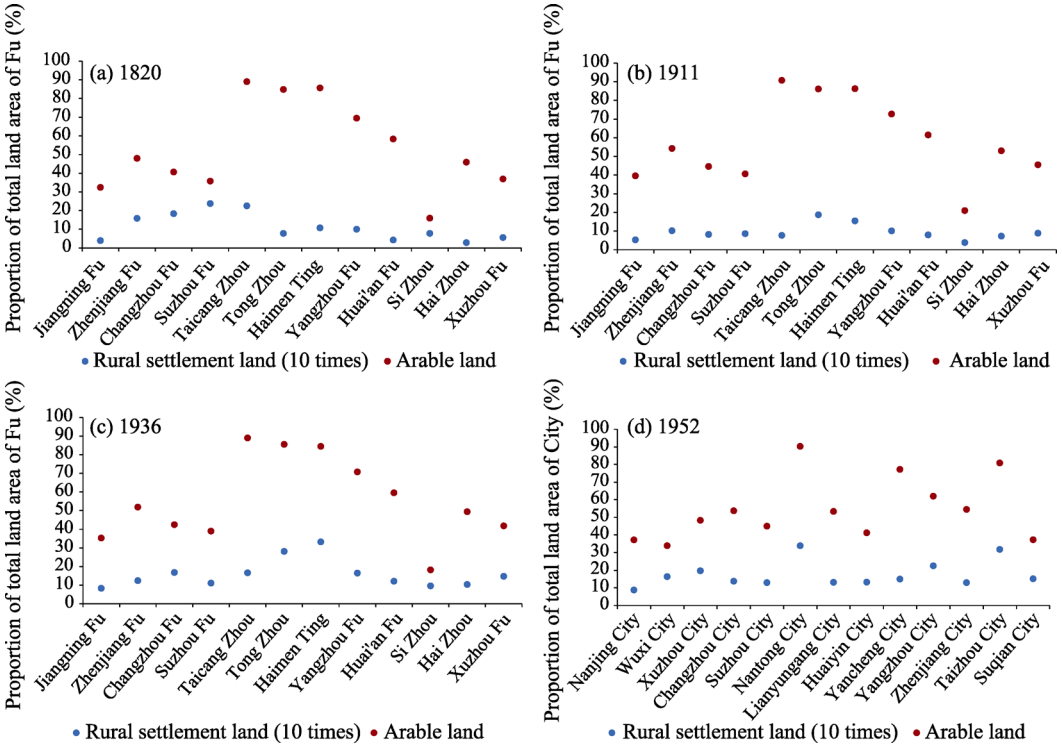 Proportion of total land area of Fu (%)
(a) 1820
100
90
80
70
60
50
40
30
20
10
0
Jiangning Fu
Zhenjiang Fu
Changzhou Fu
Suzhou Fu
Taicang Zhou
Tong Zhou
Haimen Ting
Yangzhou Fu
Huai'an Fu
Si Zhou
Hai Zhou
Xuzhou Fu
Rural settlement land (10 times) Arable land
Proportion of total land area of Fu (%)
(b) 1911
100
90
80
70
60
50
40
30
20
10
0
Jiangning Fu
Zhenjiang Fu
Changzhou Fu
Suzhou Fu
Taicang Zhou
Tong Zhou
Haimen Ting
Yangzhou Fu
Huai'an Fu
Si Zhou
Hai Zhou
Xuzhou Fu
Rural settlement land (10 times) Arable land
Proportion of total land area of Fu (%)
(c) 1936
100
90
80
70
60
50
40
30
20
10
0
Jiangning Fu
Zhenjiang Fu
Changzhou Fu
Suzhou Fu
Taicang Zhou
Tong Zhou
Haimen Ting
Yangzhou Fu
Huai'an Fu
Si Zhou
Hai Zhou
Xuzhou Fu
Rural settlement land (10 times) Arable land
Proportion of total land area of City (%)
(d) 1952
100
90
80
70
60
50
40
30
20
10
0
Nanjing City
Wuxi City
Xuzhou City
Changzhou City
Suzhou City
Nantong City
Lianyungang City
Huaiyin City
Yancheng City
Yangzhou City
Zhenjiang City
Taizhou City
Suqian City
Rural settlement land (10 times) Arable land